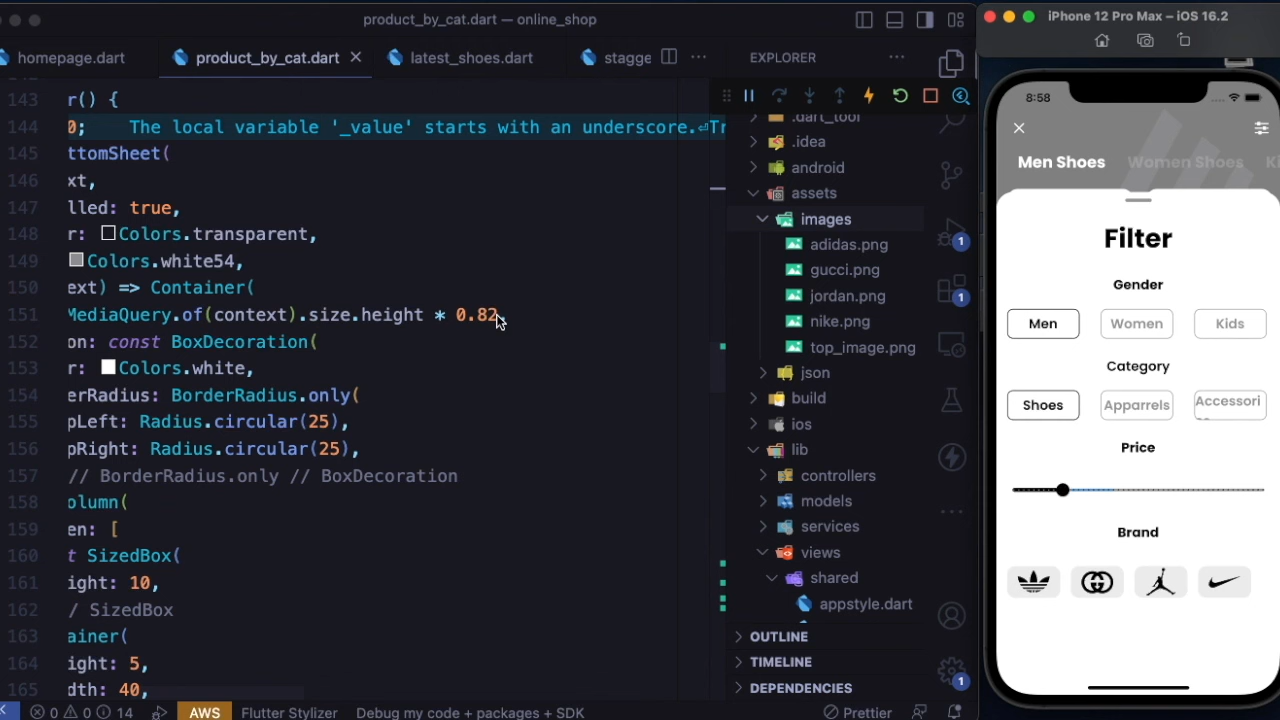 product_by_cat.dart — online_shop
homepage.dart
product_by_cat.dart
latest_shoes.dart
stagge
143 r() {
144 0; The local variable '_value' starts with an underscore.⏎Tr
145 ttomSheet(
146 xt,
147 lled: true,
148 r: Colors.transparent,
149 Colors.white54,
150 ext) => Container(
151 MediaQuery.of(context).size.height * 0.82,
152 on: const BoxDecoration(
153 r: Colors.white,
154 erRadius: BorderRadius.only(
155 pLeft: Radius.circular(25),
156 pRight: Radius.circular(25),
157 // BorderRadius.only // BoxDecoration
158 olumn(
159 en: [
160 t SizedBox(
161 ight: 10,
162 / SizedBox
163 ainer(
164 ight: 5,
165 dth: 40,
0 0 14
AWS
Flutter Stylizer
Debug my code + packages + SDK
Prettier
EXPLORER
.dart_tool
.idea
android
assets
images
adidas.png
gucci.png
jordan.png
nike.png
top_image.png
json
build
ios
lib
controllers
models
services
views
shared
appstyle.dart
OUTLINE
TIMELINE
DEPENDENCIES
1
1
1
iPhone 12 Pro Max – iOS 16.2
8:58
Men Shoes Women Shoes Ki
Filter
Gender
Men Women Kids
Category
Shoes Apparrels Accessori
Price
Brand